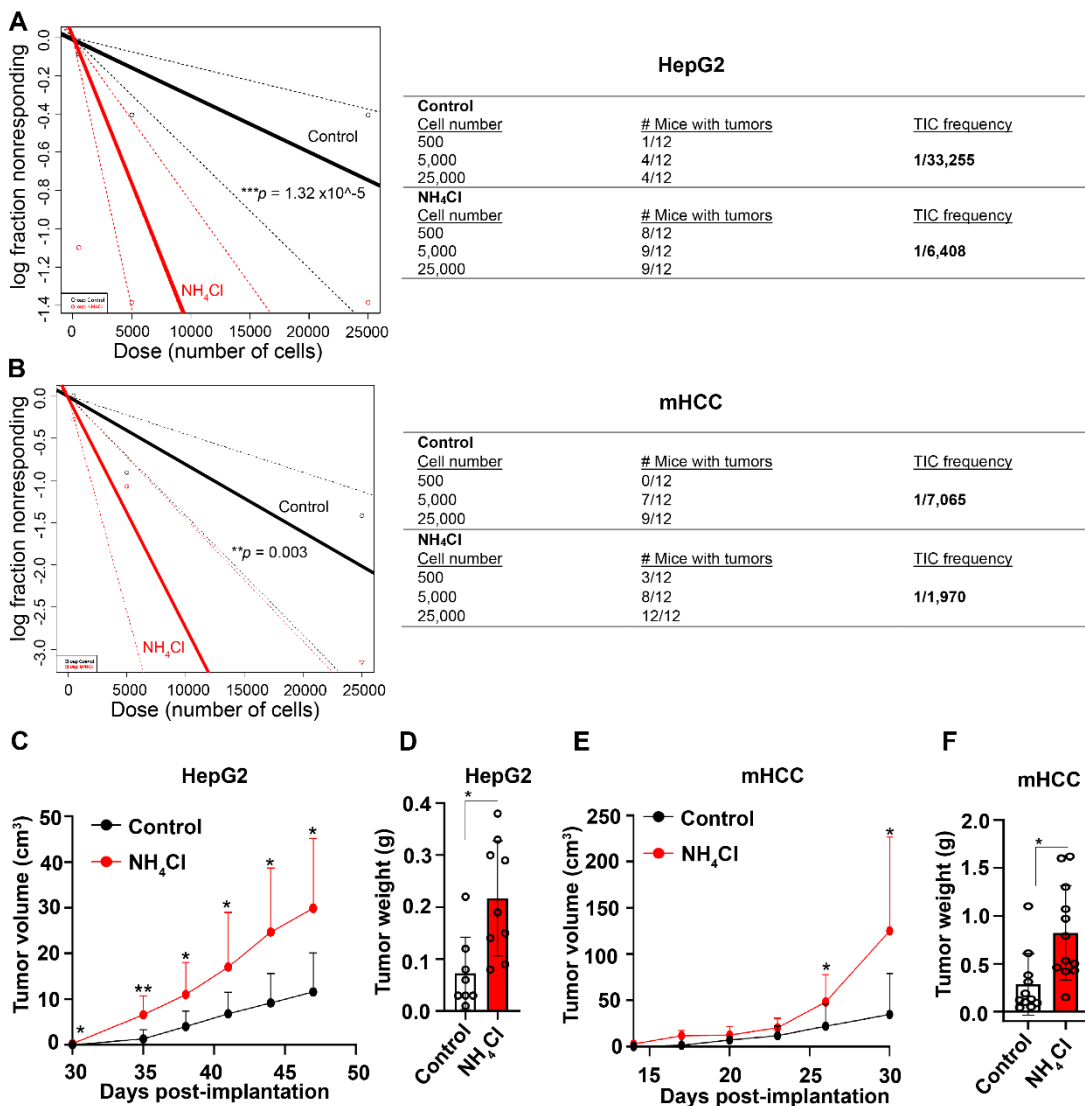 A
log fraction nonresponding
0.0
-0.2
-0.4
-0.6
-0.8
-1.0
-1.2
-1.4
Control
***p = 1.32 x10^-5
NH₄Cl
Group Control
Group NH4Cl
0 5000 10000 15000 20000 25000
Dose (number of cells)
HepG2
Control
Cell number # Mice with tumors TIC frequency
500 1/12
5,000 4/12 1/33,255
25,000 4/12
NH₄Cl
Cell number # Mice with tumors TIC frequency
500 8/12
5,000 9/12 1/6,408
25,000 9/12
B
log fraction nonresponding
0.0
-0.5
-1.0
-1.5
-2.0
-2.5
-3.0
Control
**p = 0.003
NH₄Cl
Group Control
Group NH4Cl
0 5000 10000 15000 20000 25000
Dose (number of cells)
mHCC
Control
Cell number # Mice with tumors TIC frequency
500 0/12
5,000 7/12 1/7,065
25,000 9/12
NH₄Cl
Cell number # Mice with tumors TIC frequency
500 3/12
5,000 8/12 1/1,970
25,000 12/12
C
HepG2
Tumor volume (cm³)
50
40
30
20
10
0
Control
NH₄Cl
* ** * * * *
30 35 40 45 50
Days post-implantation
D
HepG2
Tumor weight (g)
0.4
0.3
0.2
0.1
0.0
*
Control
NH₄Cl
E
mHCC
Tumor volume (cm³)
250
200
150
100
50
0
Control
NH₄Cl
* *
15 20 25 30
Days post-implantation
F
mHCC
Tumor weight (g)
2.0
1.5
1.0
0.5
0.0
*
Control
NH₄Cl